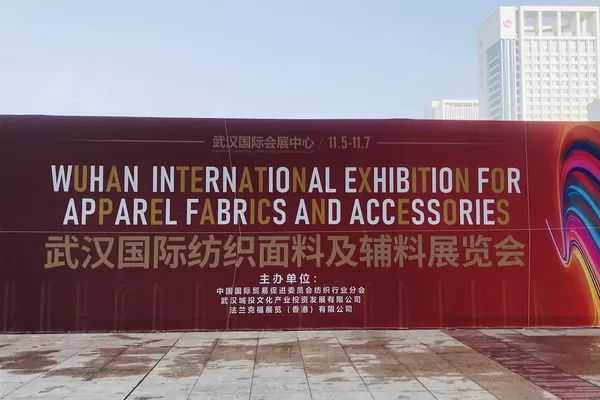 武汉国际会展中心 / 11.5-11.7
WUHAN INTERNATIONAL EXHIBITION FOR
APPAREL FABRICS AND ACCESSORIES
武汉国际纺织面料及辅料展览会
主办单位：
中国国际贸易促进委员会纺织行业分会
武汉城投文化产业投资发展有限公司
法兰克福展览（香港）有限公司